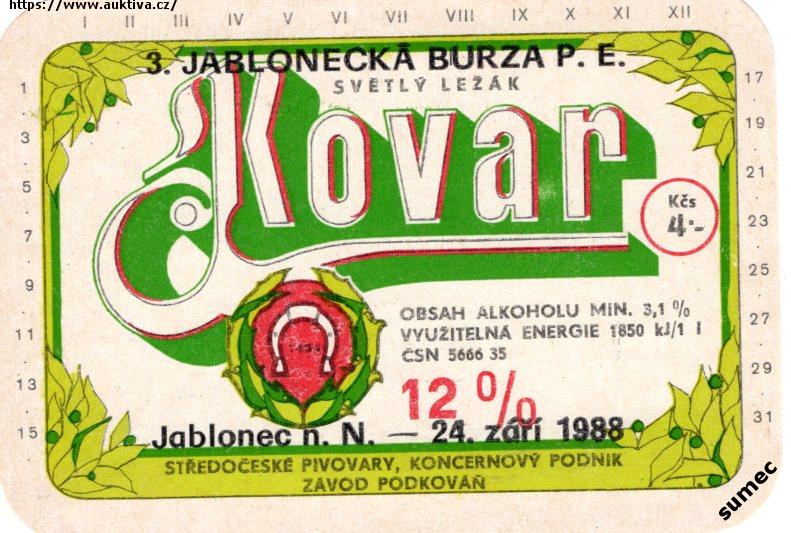 https://www.auktiva.cz/
I II III IV V VI VII VIII IX X XI XII
3. JABLONECKÁ BURZA P. E.
SVĚTLÝ LEŽÁK
Kovar
Kčs
4·-
OBSAH ALKOHOLU MIN. 3,1 %
VYUŽITELNÁ ENERGIE 1850 kJ/1 l
ČSN 5666 35
12 %
Jablonec n. N. — 24. září 1988
STŘEDOČESKÉ PIVOVARY, KONCERNOVÝ PODNIK
ZÁVOD PODKOVÁŇ
1
3
5
7
9
11
13
15
17
19
21
23
25
27
29
31
sumec